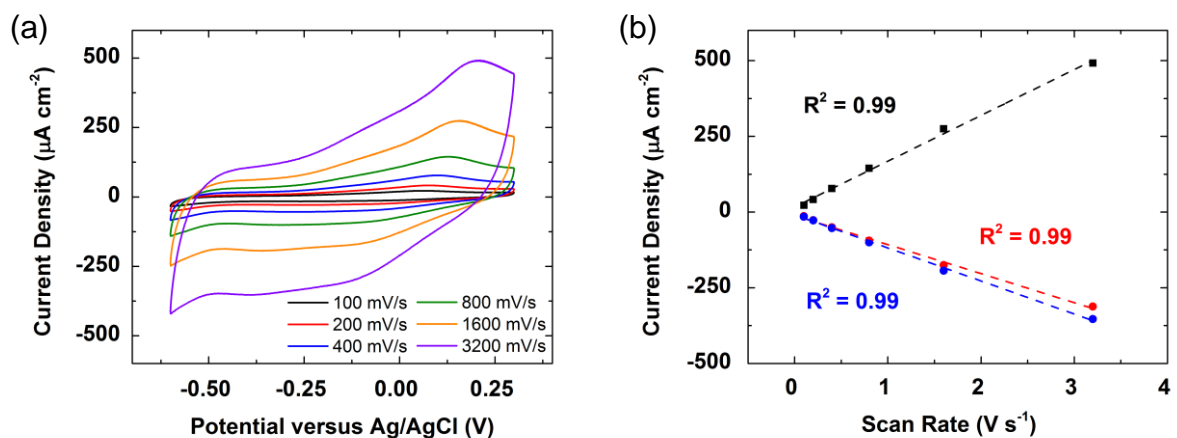 (a)
Current Density (µA cm⁻²)
500
250
0
-250
-500
100 mV/s
200 mV/s
400 mV/s
800 mV/s
1600 mV/s
3200 mV/s
-0.50
-0.25
0.00
0.25
Potential versus Ag/AgCl (V)
(b)
Current Density (µA cm⁻²)
500
250
0
-250
-500
R² = 0.99
R² = 0.99
R² = 0.99
0
1
2
3
4
Scan Rate (V s⁻¹)